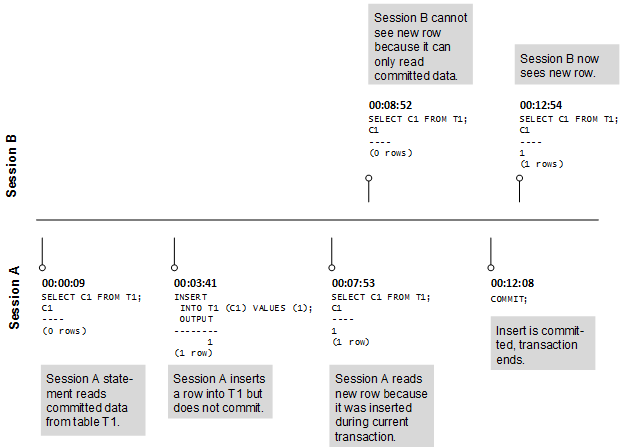 Session B cannot
see new row
because it can
only read
committed data.
Session B now
sees new row.
Session B
00:08:52
SELECT C1 FROM T1;
C1
----
(0 rows)
00:12:54
SELECT C1 FROM T1;
C1
----
1
(1 rows)
Session A
00:00:09
SELECT C1 FROM T1;
C1
----
(0 rows)
00:03:41
INSERT
INTO T1 (C1) VALUES (1);
OUTPUT
--------
1
(1 row)
00:07:53
SELECT C1 FROM T1;
C1
----
1
(1 row)
00:12:08
COMMIT;
Session A state-
ment reads
committed data
from table T1.
Session A inserts
a row into T1 but
does not commit.
Session A reads
new row because
it was inserted
during current
transaction.
Insert is commit-
ted, transaction
ends.